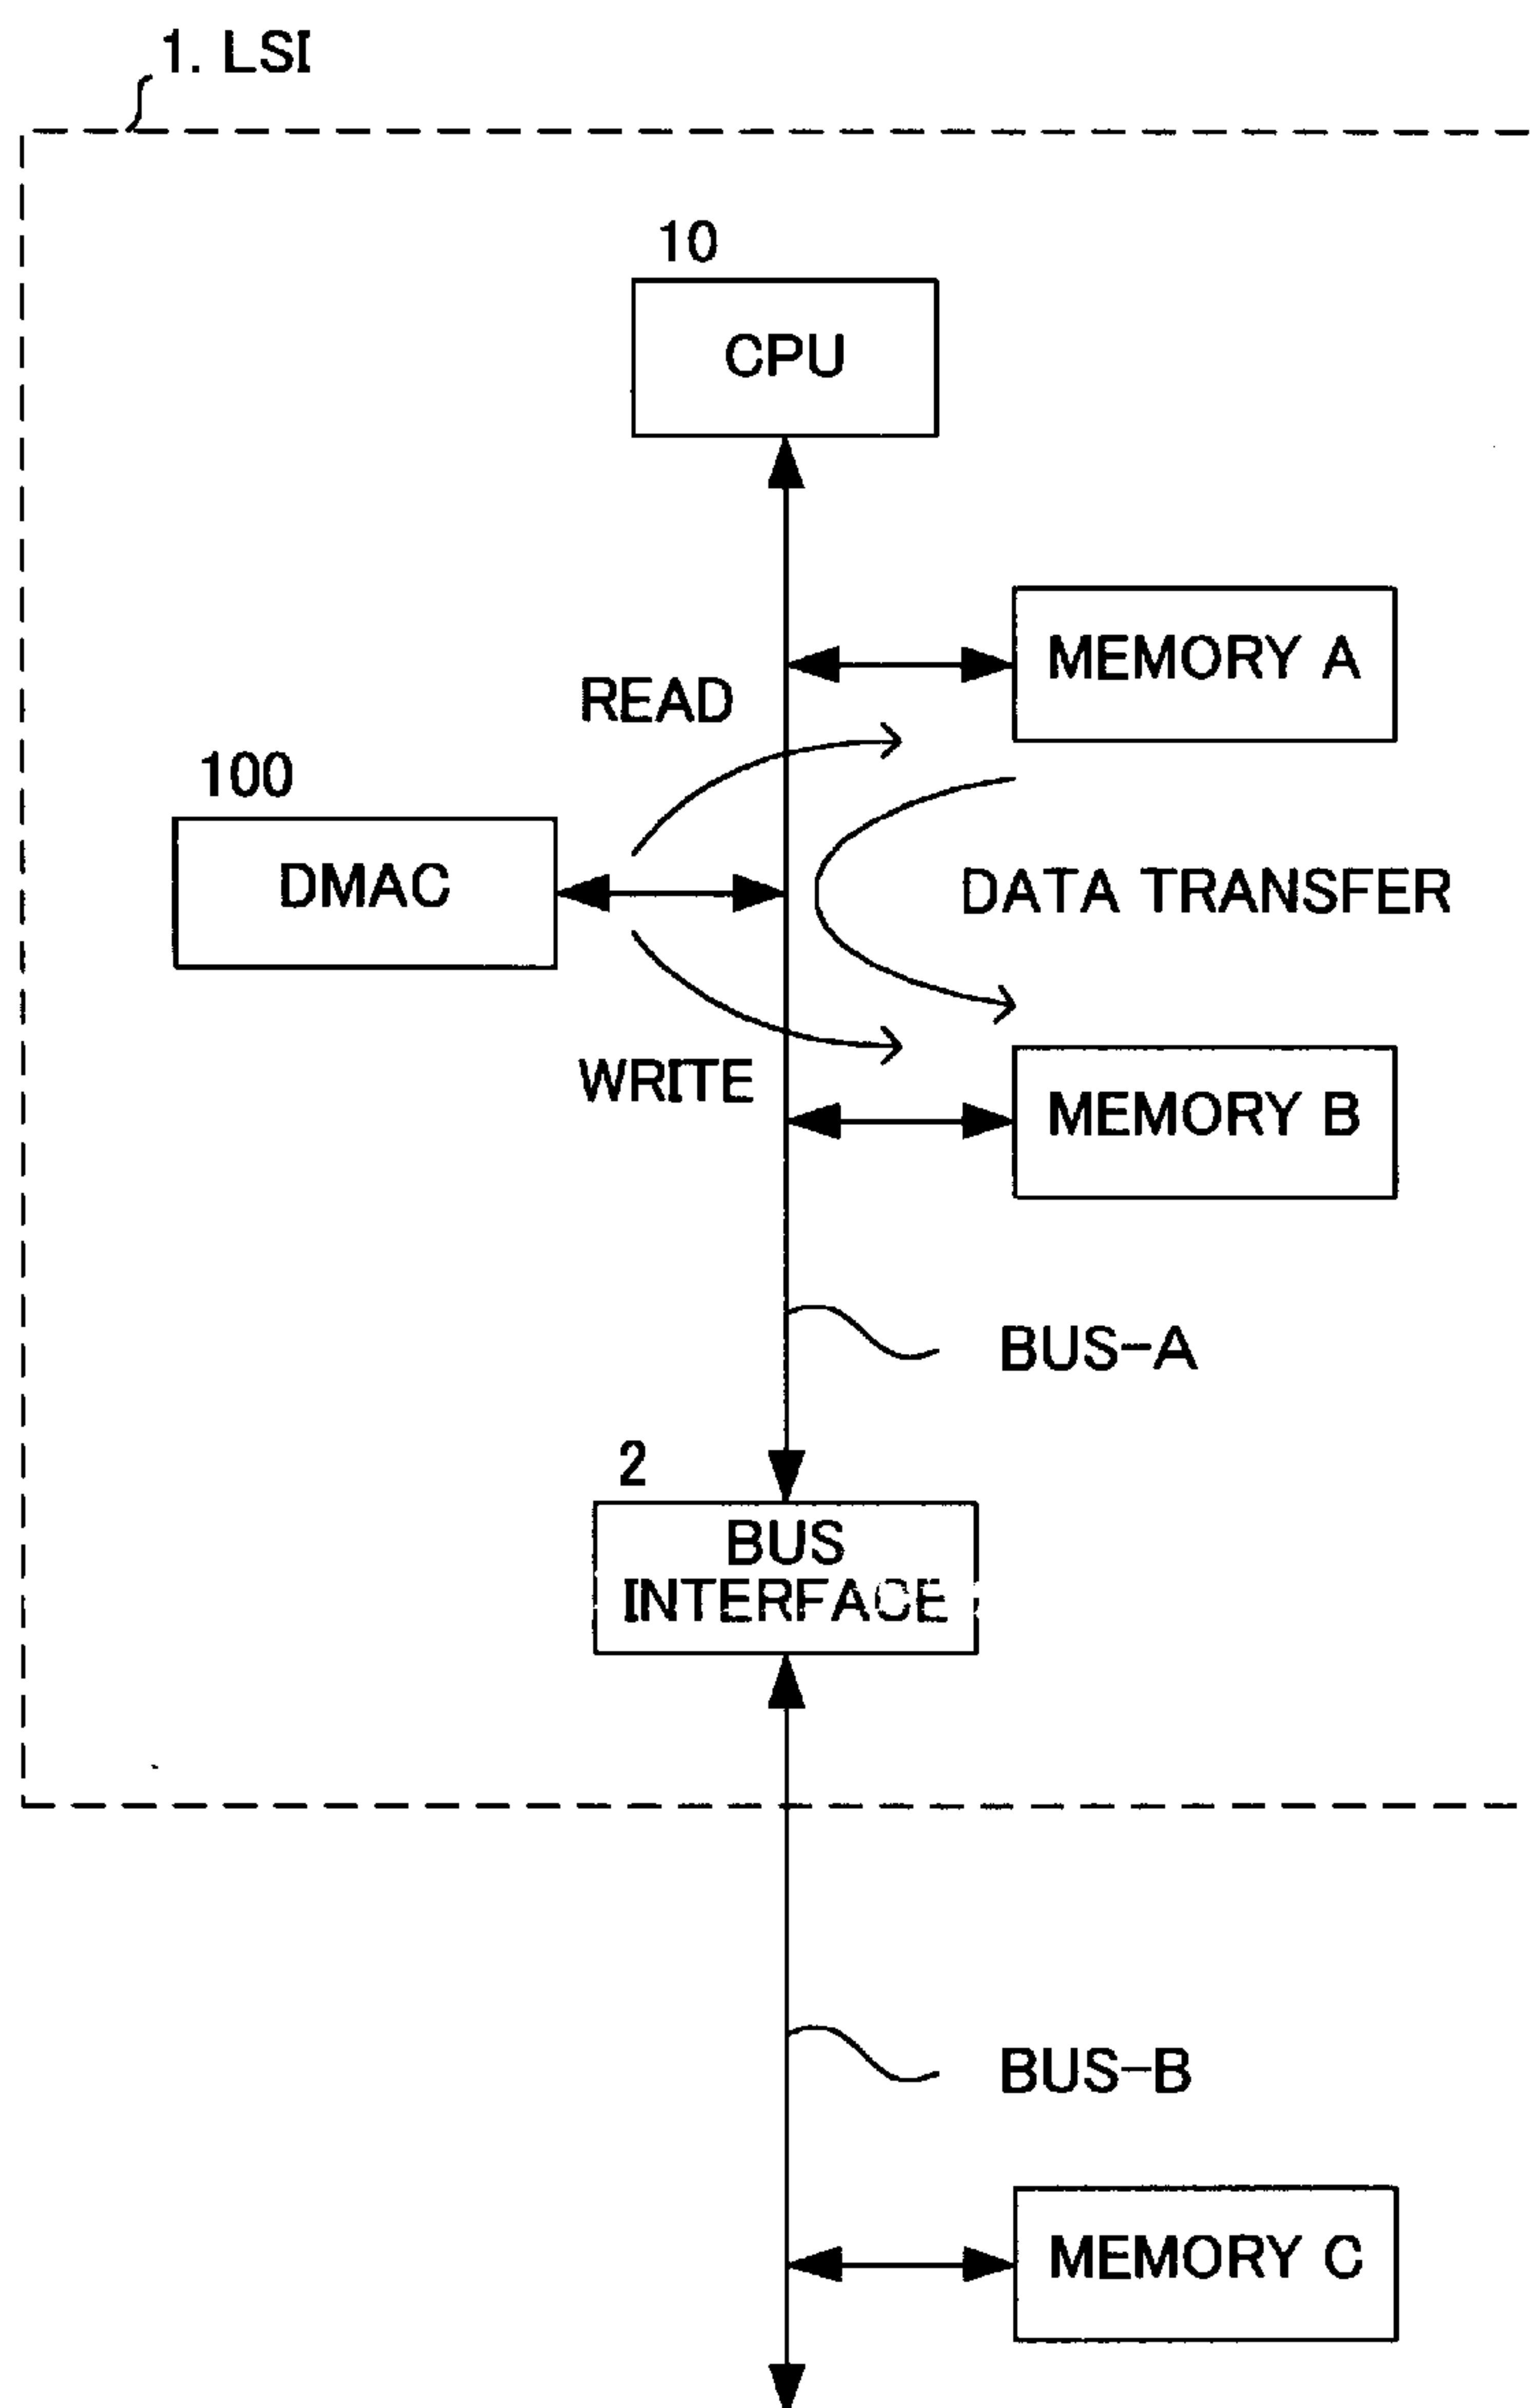 1. LSI
10
CPU
MEMORY A
READ
100
DMAC
DATA TRANSFER
WRITE
MEMORY B
BUS-A
2
BUS
INTERFACE
BUS-B
MEMORY C